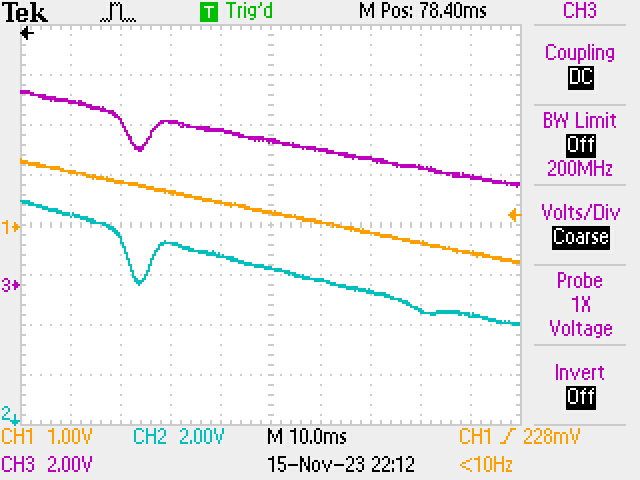 Tek T Trig'd M Pos: 78.40ms CH3
Coupling
DC
BW Limit
Off
200MHz
1
Volts/Div
Coarse
3
Probe
1X
Voltage
Invert
Off
2
CH1 1.00V CH2 2.00V M 10.0ms CH1 228mV
CH3 2.00V 15-Nov-23 22:12 <10Hz